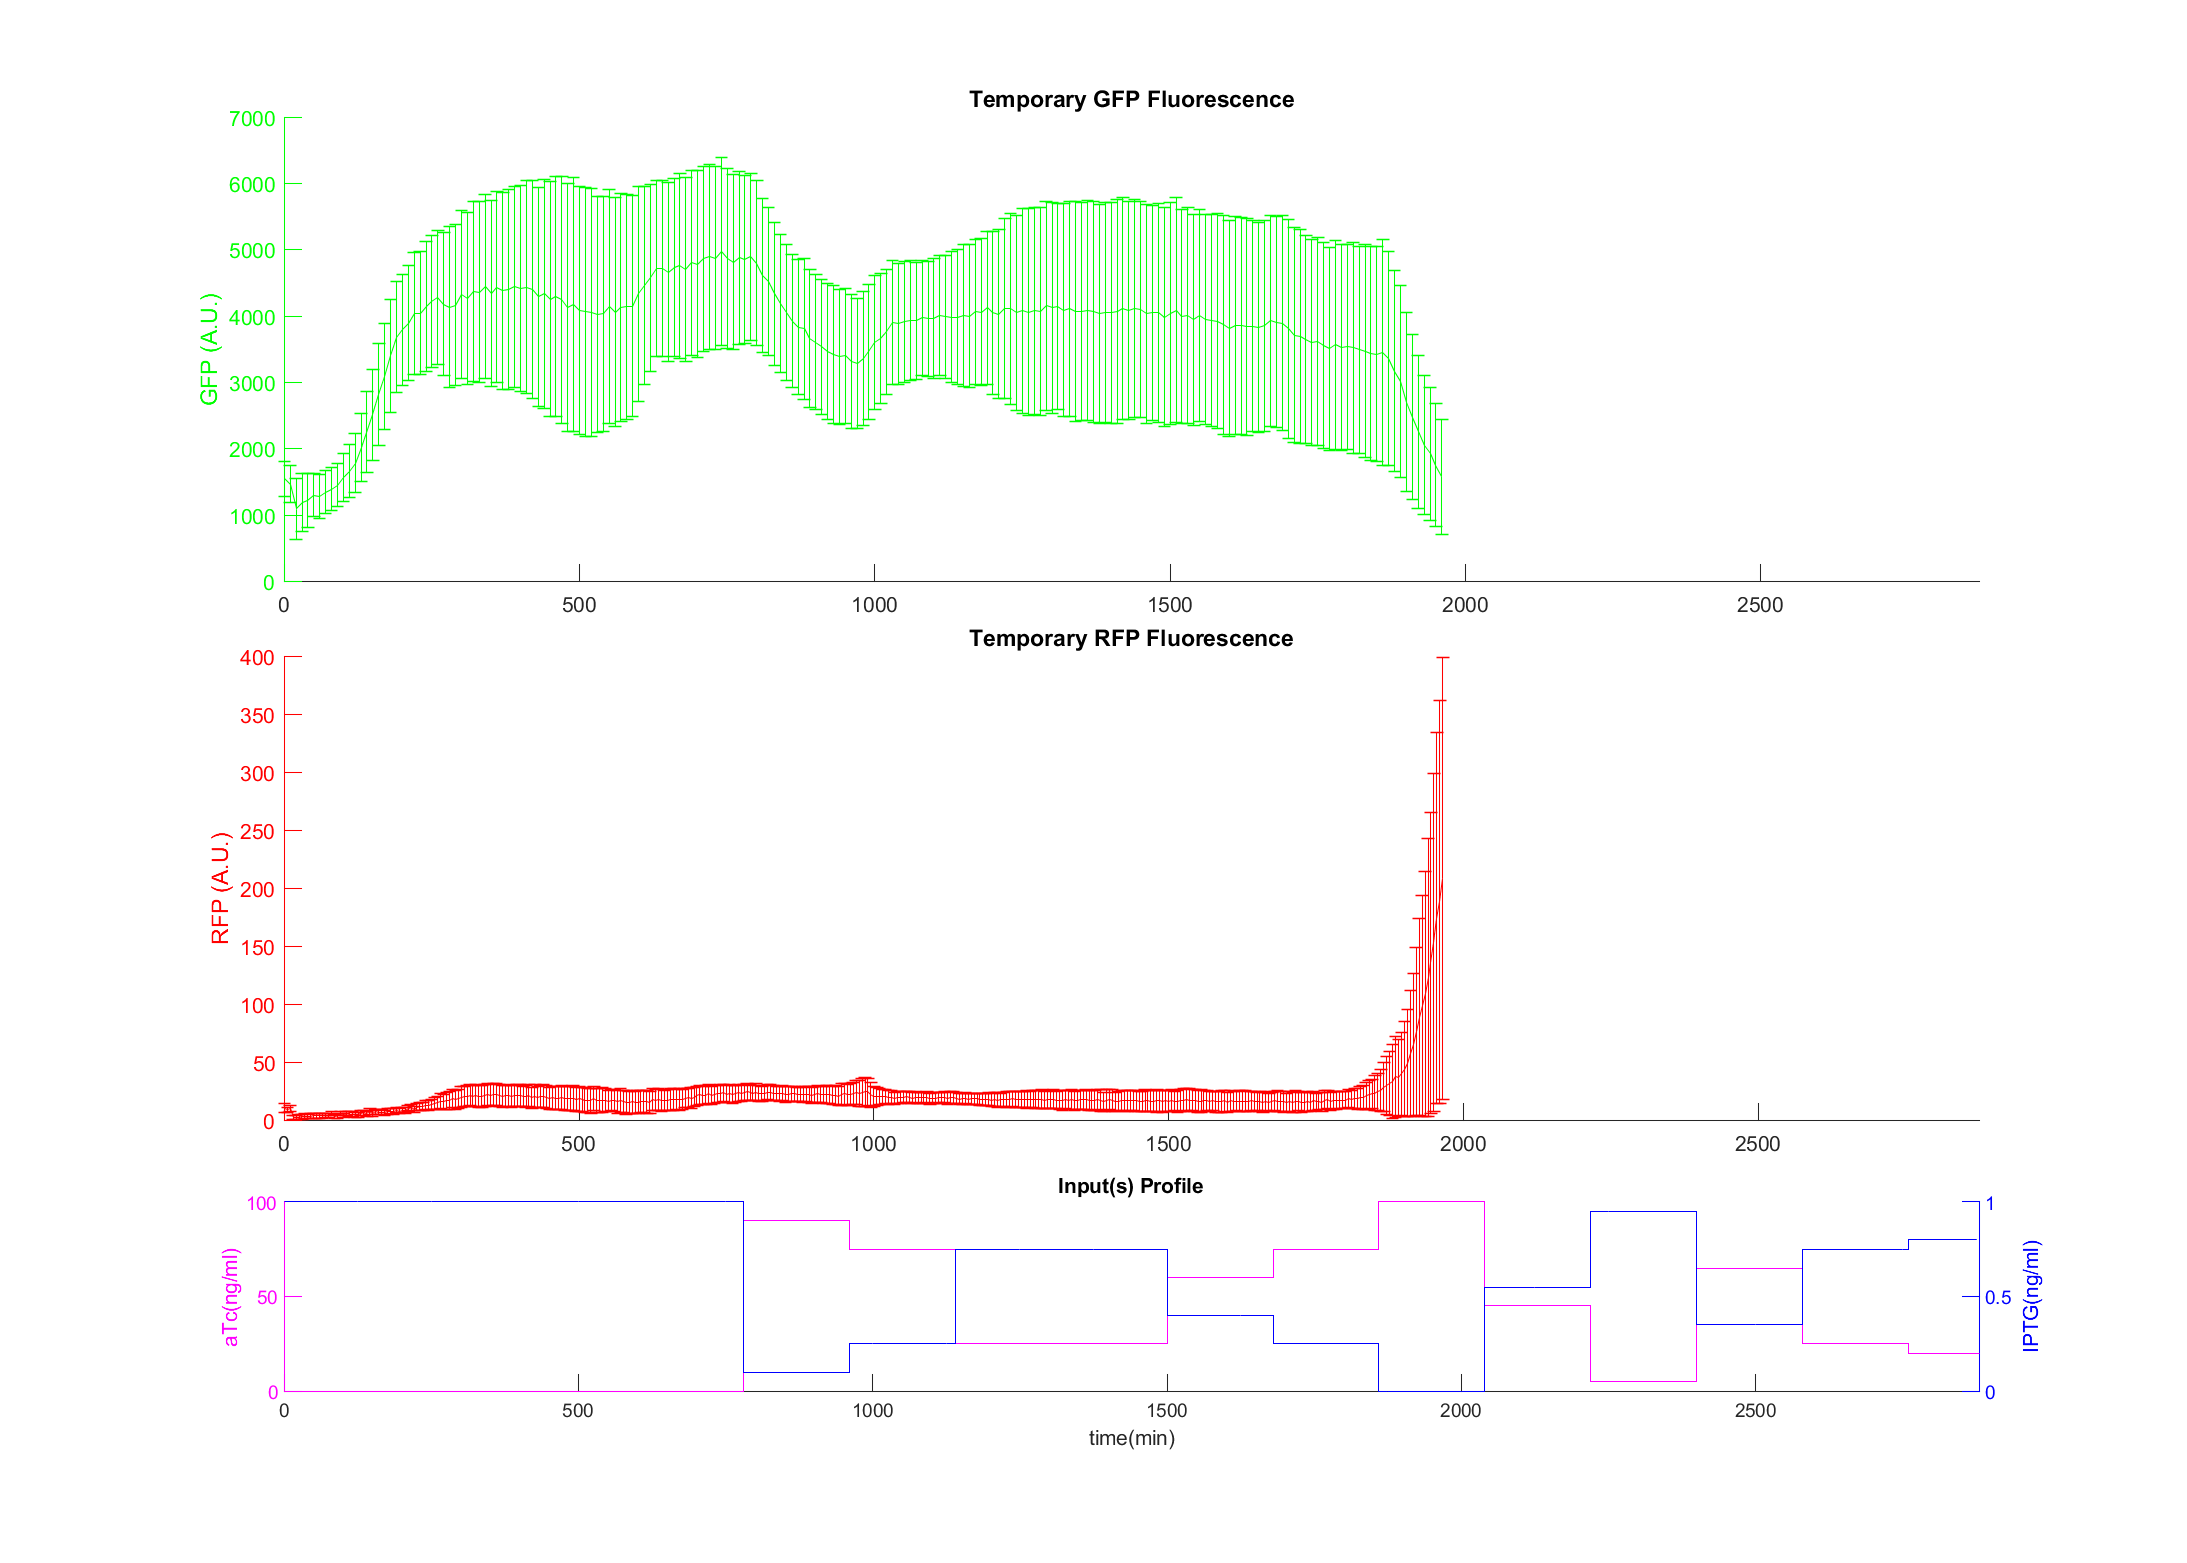 Temporary GFP Fluorescence
7000
6000
5000
4000
3000
2000
1000
0
GFP (A.U.)
0 500 1000 1500 2000 2500
Temporary RFP Fluorescence
400
350
300
250
200
150
100
50
0
RFP (A.U.)
0 500 1000 1500 2000 2500
Input(s) Profile
100
50
0
aTc(ng/ml)
1
0.5
0
IPTG(ng/ml)
0 500 1000 1500 2000 2500
time(min)